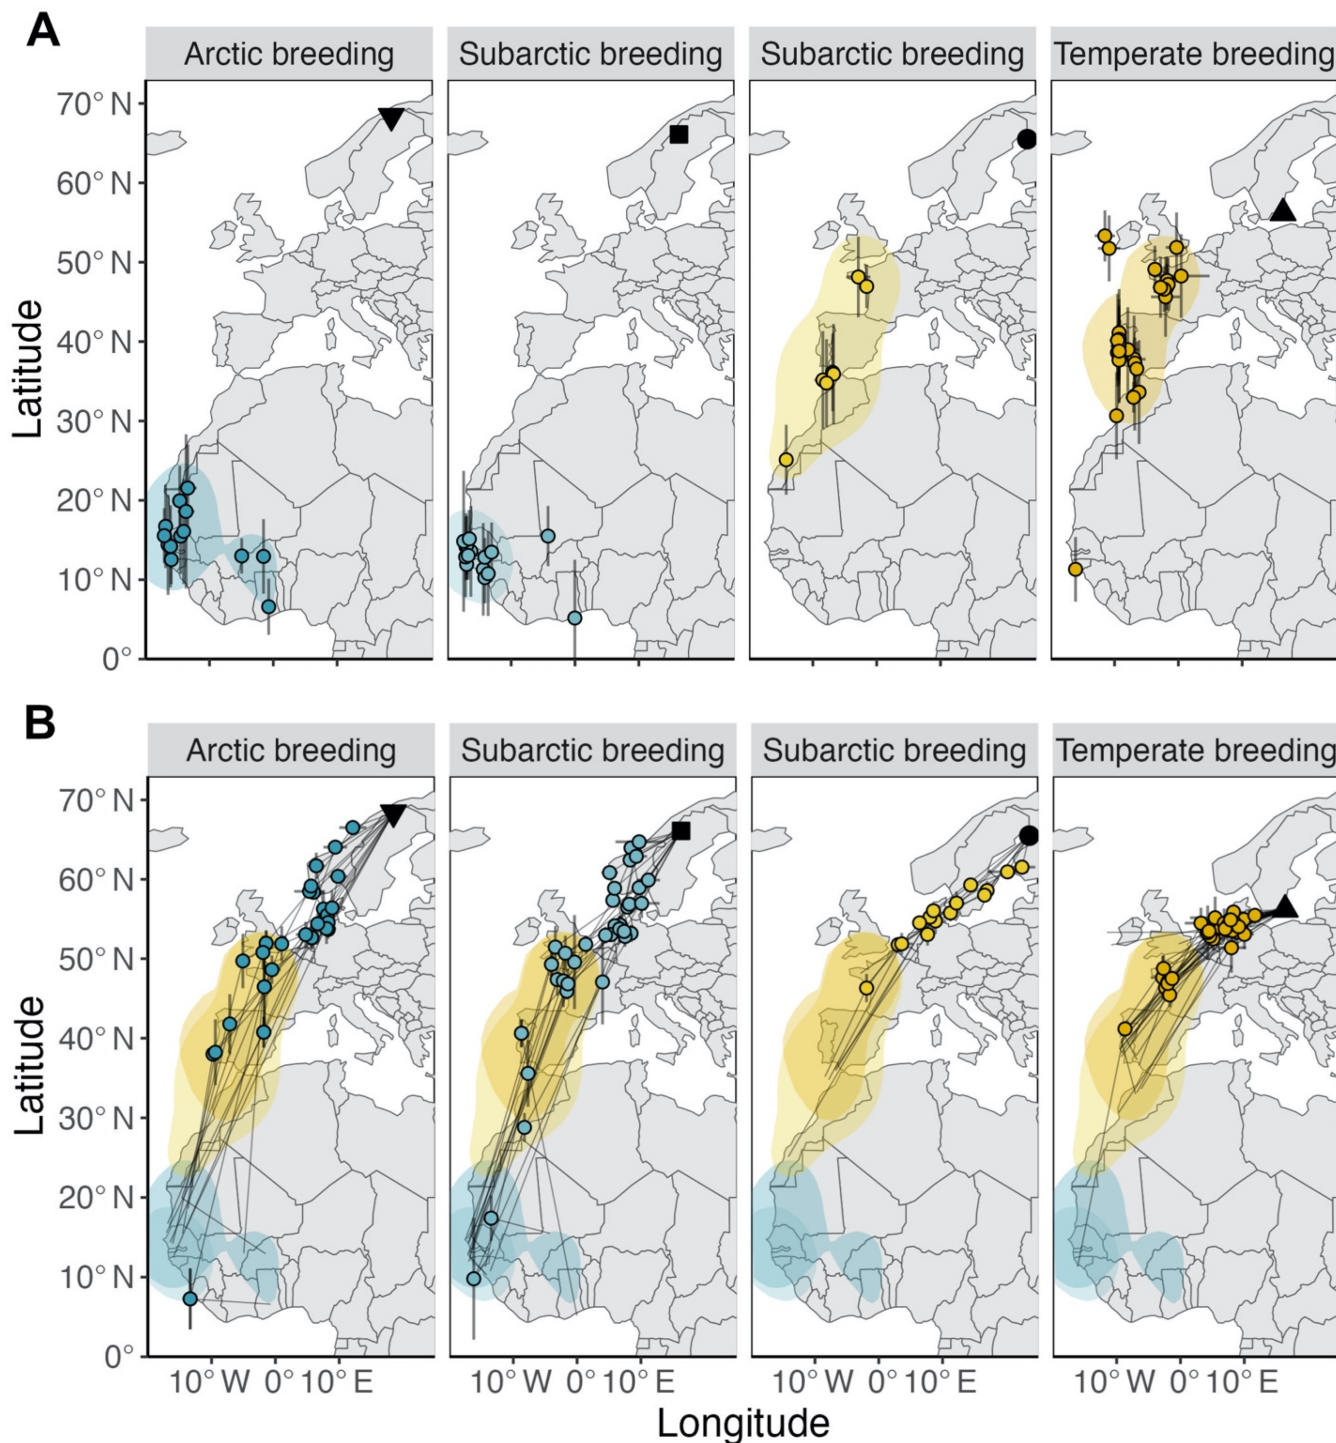 A
Arctic breeding Subarctic breeding Subarctic breeding Temperate breeding
Latitude
70° N
60° N
50° N
40° N
30° N
20° N
10° N
0°
B
Arctic breeding Subarctic breeding Subarctic breeding Temperate breeding
Latitude
70° N
60° N
50° N
40° N
30° N
20° N
10° N
0°
10° W 0° 10° E 10° W 0° 10° E 10° W 0° 10° E 10° W 0° 10° E
Longitude